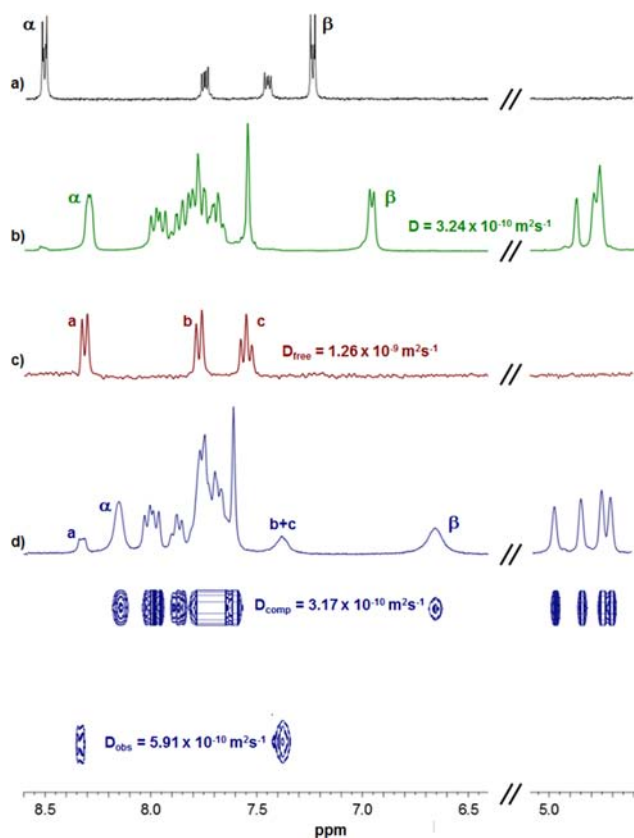 α
β
a)
α
β
b)
D = 3.24 x 10⁻¹⁰ m²s⁻¹
a
b
c
c)
D_free = 1.26 x 10⁻⁹ m²s⁻¹
α
a
b+c
β
d)
D_comp = 3.17 x 10⁻¹⁰ m²s⁻¹
D_obs = 5.91 x 10⁻¹⁰ m²s⁻¹
8.5 8.0 7.5 7.0 6.5 5.0
ppm